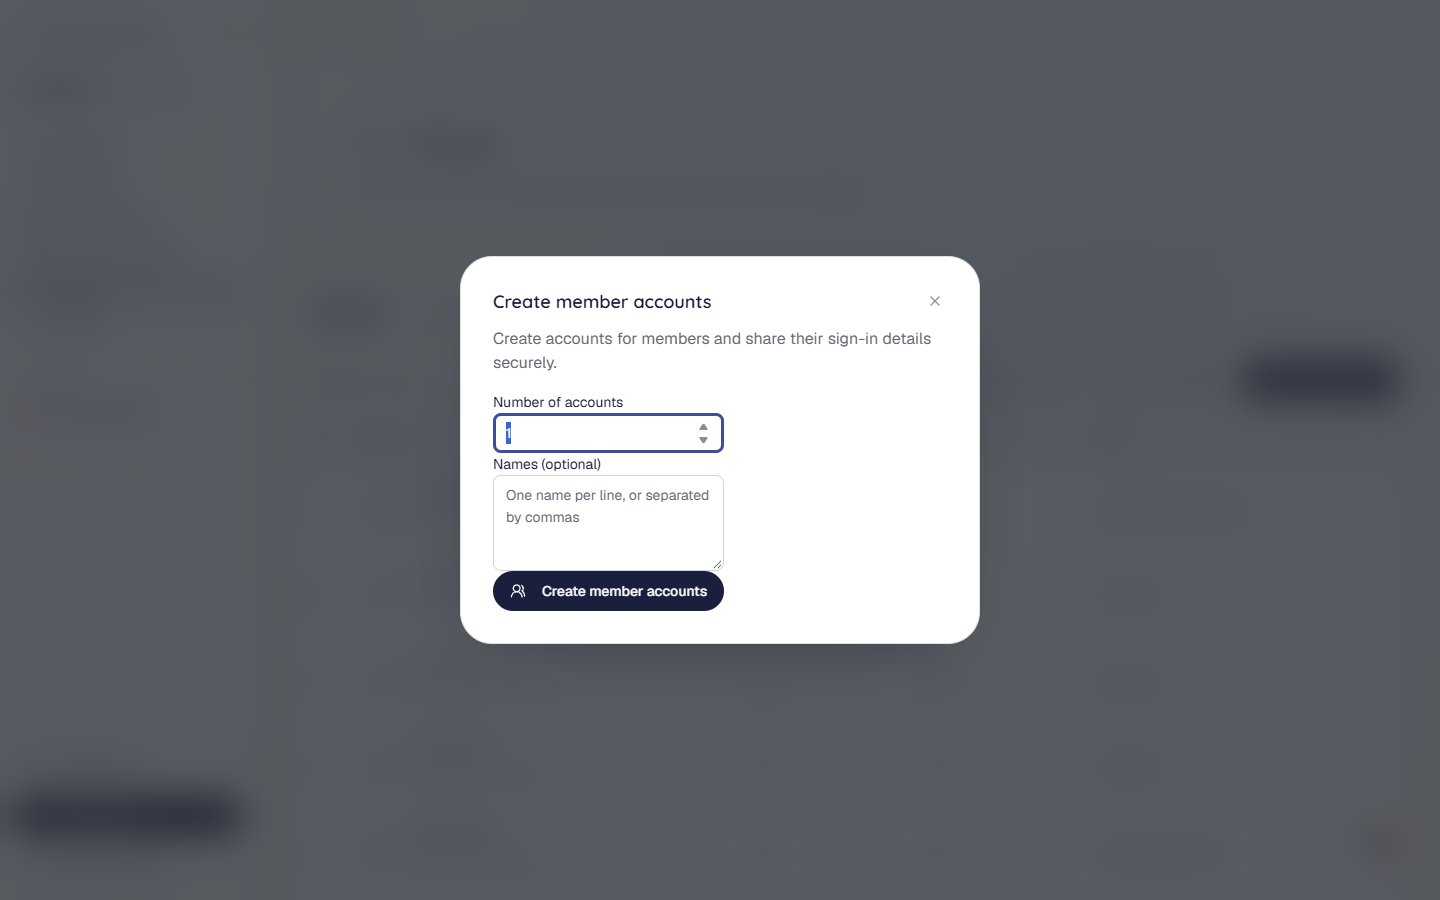 Create member accounts
Create accounts for members and share their sign-in details
securely.
Number of accounts
1
Names (optional)
One name per line, or separated
by commas
Create member accounts